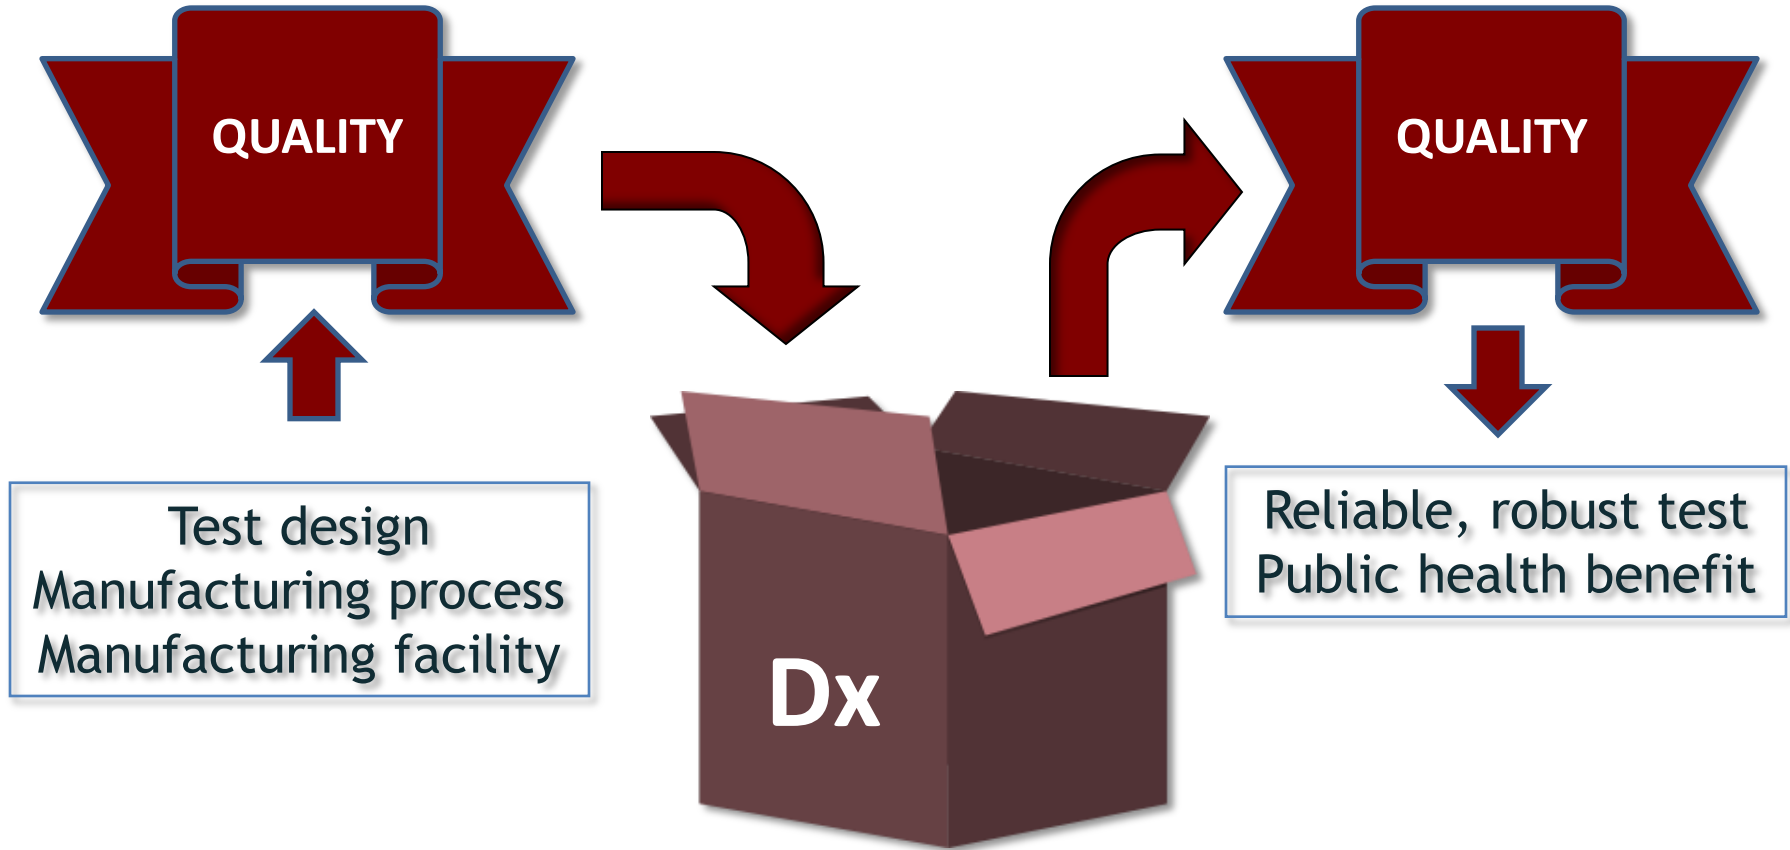 QUALITY
Test design
Manufacturing process
Manufacturing facility
Dx
QUALITY
Reliable, robust test
Public health benefit